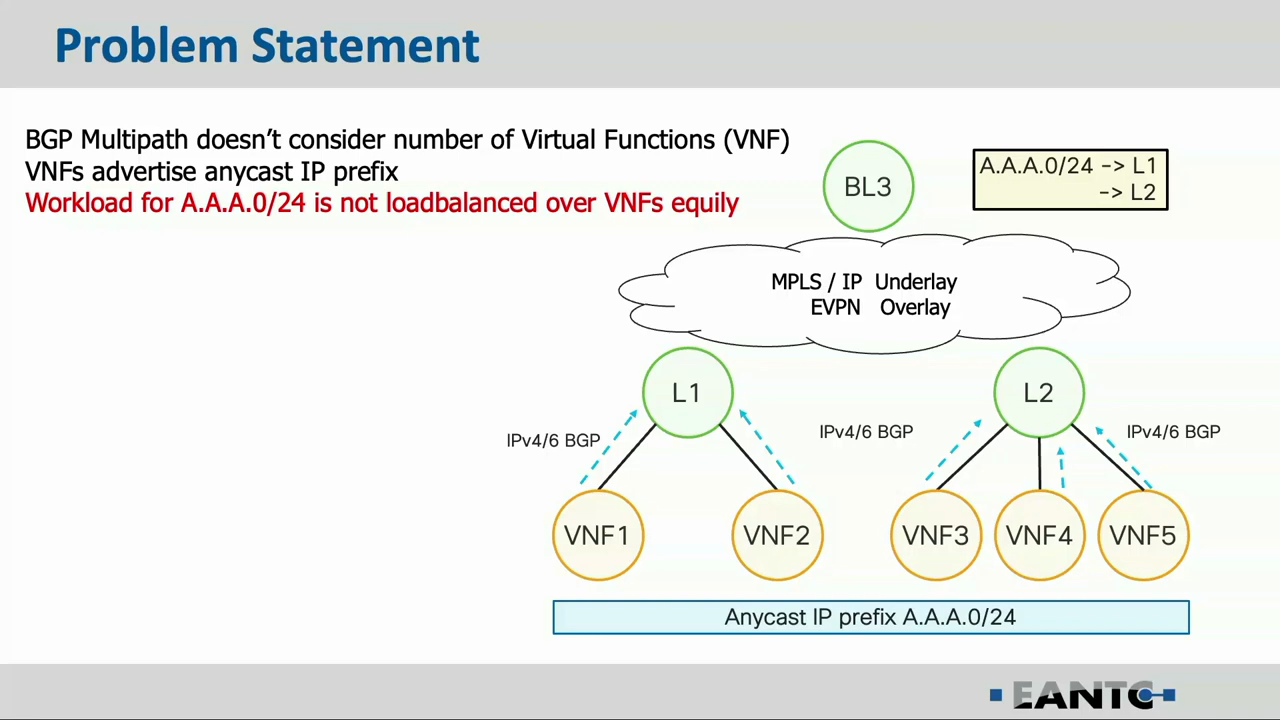 Problem Statement
BGP Multipath doesn’t consider number of Virtual Functions (VNF)
VNFs advertise anycast IP prefix
Workload for A.A.A.0/24 is not loadbalanced over VNFs equily
BL3
A.A.A.0/24 -> L1
-> L2
MPLS / IP Underlay
EVPN Overlay
L1
L2
IPv4/6 BGP
IPv4/6 BGP
IPv4/6 BGP
VNF1
VNF2
VNF3
VNF4
VNF5
Anycast IP prefix A.A.A.0/24
EANTC